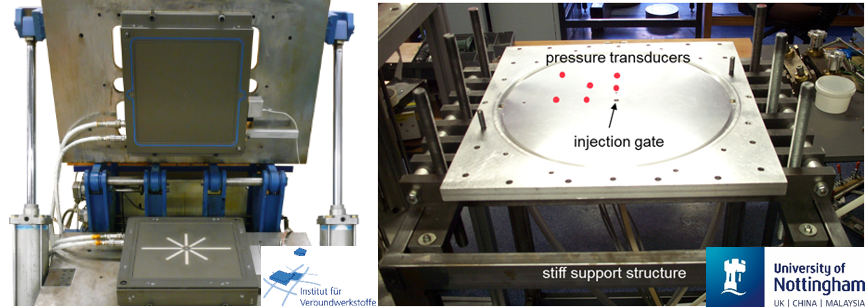 Institut für
Verbundwerkstoffe
pressure transducers
injection gate
stiff support structure
University of
Nottingham
UK | CHINA | MALAYSIA